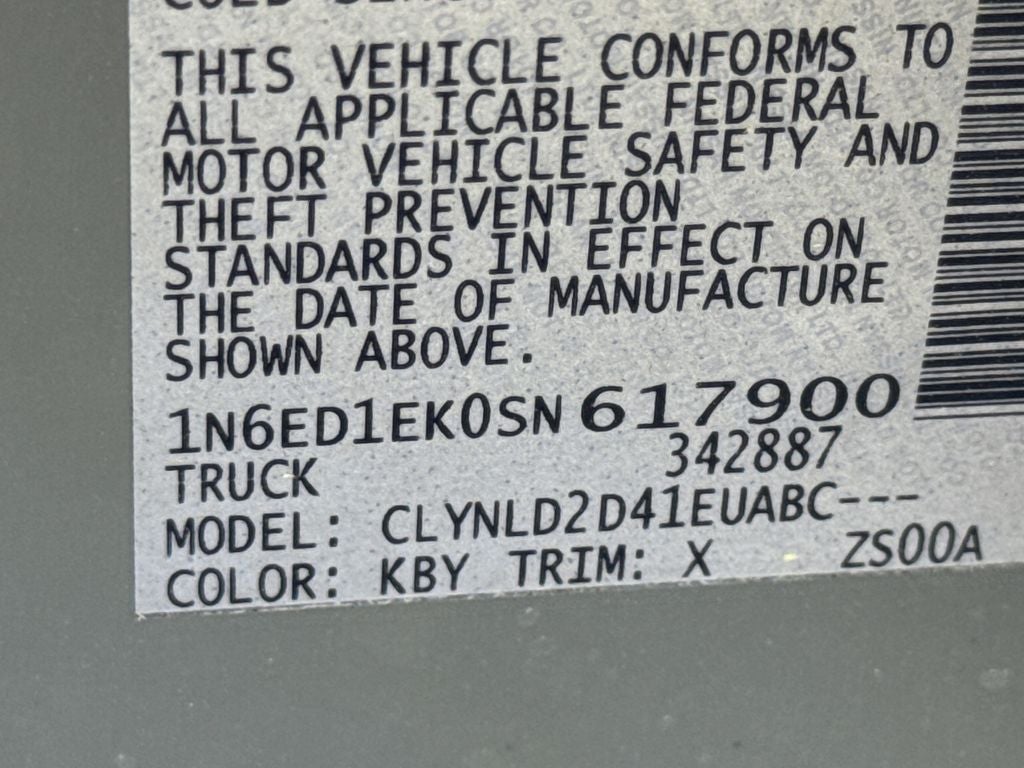 THIS VEHICLE CONFORMS TO
ALL APPLICABLE FEDERAL
MOTOR VEHICLE SAFETY AND
THEFT PREVENTION
STANDARDS IN EFFECT ON
THE DATE OF MANUFACTURE
SHOWN ABOVE.
1N6ED1EK0SN617900
TRUCK 342887
MODEL: CLYNLD2D41EUABC---
COLOR: KBY TRIM: X ZS00A